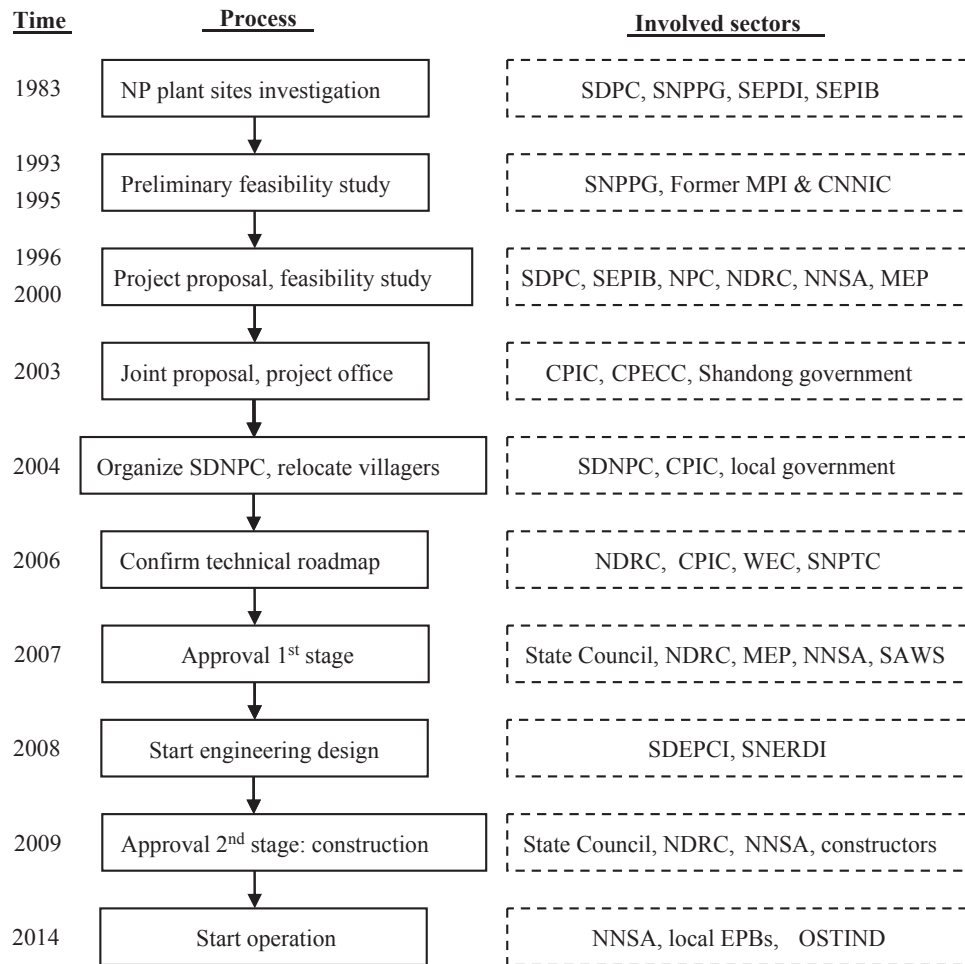 Time Process Involved sectors
1983 NP plant sites investigation SDPC, SNPPG, SEPDI, SEPIB
1993
Preliminary feasibility study SNPPG, Former MPI & CNNIC
1995
1996
Project proposal, feasibility study SDPC, SEPIB, NPC, NDRC, NNSA, MEP
2000
2003 Joint proposal, project office CPIC, CPECC, Shandong government
2004 Organize SDNPC, relocate villagers SDNPC, CPIC, local government
2006 Confirm technical roadmap NDRC, CPIC, WEC, SNPTC
2007 Approval 1st stage State Council, NDRC, MEP, NNSA, SAWS
2008 Start engineering design SDEPCI, SNERDI
2009 Approval 2nd stage: construction State Council, NDRC, NNSA, constructors
2014 Start operation NNSA, local EPBs, OSTIND